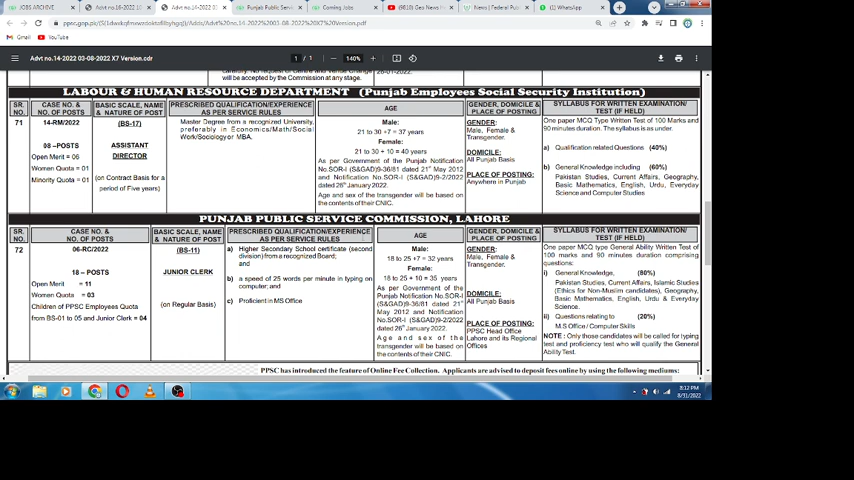 JOBS ARCHIVE
Advt no.14-2022
Punjab Public Servi
Coming Jobs
(9810) Geo News
News | Federal Publ
(1) WhatsApp
ppsc.gop.pk
Gmail
YouTube
Advt no.14-2022 03-08-2022 X7 Version.cdr
1 / 1
140%
will be accepted by the Commission at any stage.
28-01-2022.
LABOUR & HUMAN RESOURCE DEPARTMENT (Punjab Employees Social Security Institution)
SR. NO.
CASE NO. & NO. OF POSTS
BASIC SCALE, NAME & NATURE OF POST
PRESCRIBED QUALIFICATION/EXPERIENCE AS PER SERVICE RULES
AGE
GENDER, DOMICILE & PLACE OF POSTING
SYLLABUS FOR WRITTEN EXAMINATION/ TEST (IF HELD)
71
14-RM/2022
08 –POSTS
Open Merit = 06
Women Quota = 01
Minority Quota = 01
(BS-17)
ASSISTANT
DIRECTOR
(on Contract Basis for a
period of Five years)
Master Degree from a recognized University,
preferably in Economics/Math/Social
Work/Sociology or MBA.
Male:
21 to 30 +7 = 37 years
Female:
21 to 30 + 10 = 40 years
As per Government of the Punjab Notification
No.SOR-I (S&GAD)9-36/81 dated 21st May 2012
and Notification No.SOR-I (S&GAD)9-2/2022
dated 26th January 2022.
Age and sex of the transgender will be based on
the contents of their CNIC.
GENDER:
Male, Female &
Transgender.
DOMICILE:
All Punjab Basis
PLACE OF POSTING:
Anywhere in Punjab
One paper MCQ Type Written Test of 100 Marks and
90 minutes duration. The syllabus is as under.
a) Qualification related Questions (40%)
b) General Knowledge including (60%)
Pakistan Studies, Current Affairs, Geography,
Basic Mathematics, English, Urdu, Everyday
Science and Computer Studies
PUNJAB PUBLIC SERVICE COMMISSION, LAHORE
SR. NO.
CASE NO. & NO. OF POSTS
BASIC SCALE, NAME & NATURE OF POST
PRESCRIBED QUALIFICATION/EXPERIENCE AS PER SERVICE RULES
AGE
GENDER, DOMICILE & PLACE OF POSTING
SYLLABUS FOR WRITTEN EXAMINATION/ TEST (IF HELD)
72
06-RC/2022
18 – POSTS
Open Merit = 11
Women Quota = 03
Children of PPSC Employees Quota
from BS-01 to 05 and Junior Clerk = 04
(BS-11)
JUNIOR CLERK
(on Regular Basis)
a) Higher Secondary School certificate (second
division) from a recognized Board;
and
b) a speed of 25 words per minute in typing on
computer; and
c) Proficient in MS Office
Male:
18 to 25 +7 = 32 years
Female:
18 to 25 + 10 = 35 years
As per Government of the
Punjab Notification No.SOR-I
(S&GAD)9-36/81 dated 21st
May 2012 and Notification
No.SOR-I (S&GAD)9-2/2022
dated 26th January 2022.
Age and sex of the
transgender will be based on
the contents of their CNIC.
GENDER:
Male, Female &
Transgender.
DOMICILE:
All Punjab Basis
PLACE OF POSTING:
PPSC Head Office
Lahore and its Regional
Offices
One paper MCQ type General Ability Written Test of
100 marks and 90 minutes duration comprising
questions:
i) General Knowledge, (80%)
Pakistan Studies, Current Affairs, Islamic Studies
(Ethics for Non-Muslim candidates), Geography,
Basic Mathematics, English, Urdu & Everyday
Science.
ii) Questions relating to (20%)
M.S Office / Computer Skills
NOTE : Only those candidates will be called for typing
test and proficiency test who will qualify the General
Ability Test.
PPSC has introduced the feature of Online Fee Collection. Applicants are advised to deposit fees online by using the following mediums:
8:12 PM
8/31/2022